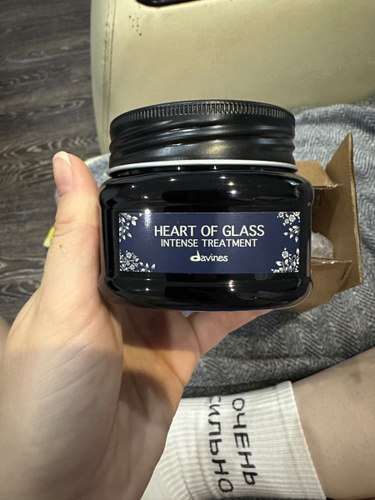 HEART OF GLASS
INTENSE TREATMENT
davines
ОЧЕНЬ
СИЛЬНО